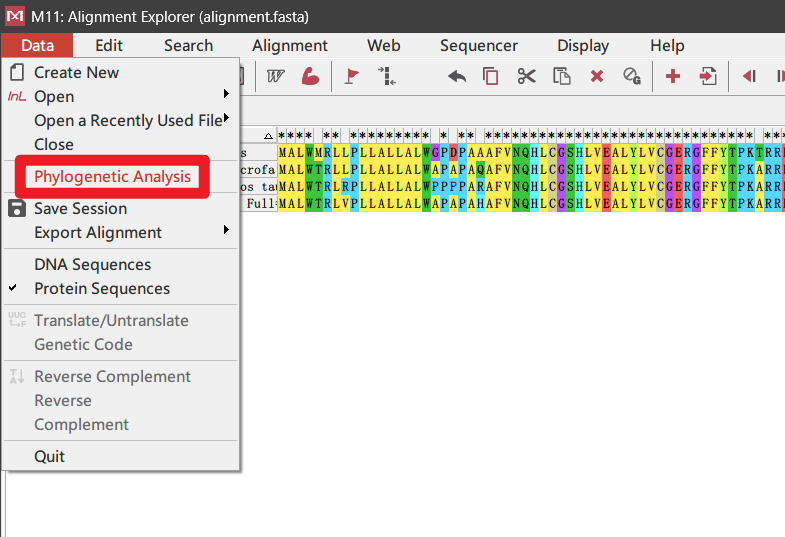 M11: Alignment Explorer (alignment.fasta)
Data Edit Search Alignment Web Sequencer Display Help
Create New
Open
Open a Recently Used File
Close
Phylogenetic Analysis
Save Session
Export Alignment
DNA Sequences
Protein Sequences
Translate/Untranslate
Genetic Code
Reverse Complement
Reverse
Complement
Quit
**** ** ********* * ** ****************************** ***
s MALWMRLLPLLALLALWGPDPAAAFVNQHLCGSHLVEALYLVCGERGFFYTPKTRR
crofa MALWTRLLPLLALLALWAPAPAQAFVNQHLCGSHLVEALYLVCGERGFFYTPKARR
os tau MALWTRLRPLLALLALWPPPPARAFVNQHLCGSHLVEALYLVCGERGFFYTPKARR
Full= MALWTRLVPLLALLALWAPAPAHAFVNQHLCGSHLVEALYLVCGERGFFYTPKARR